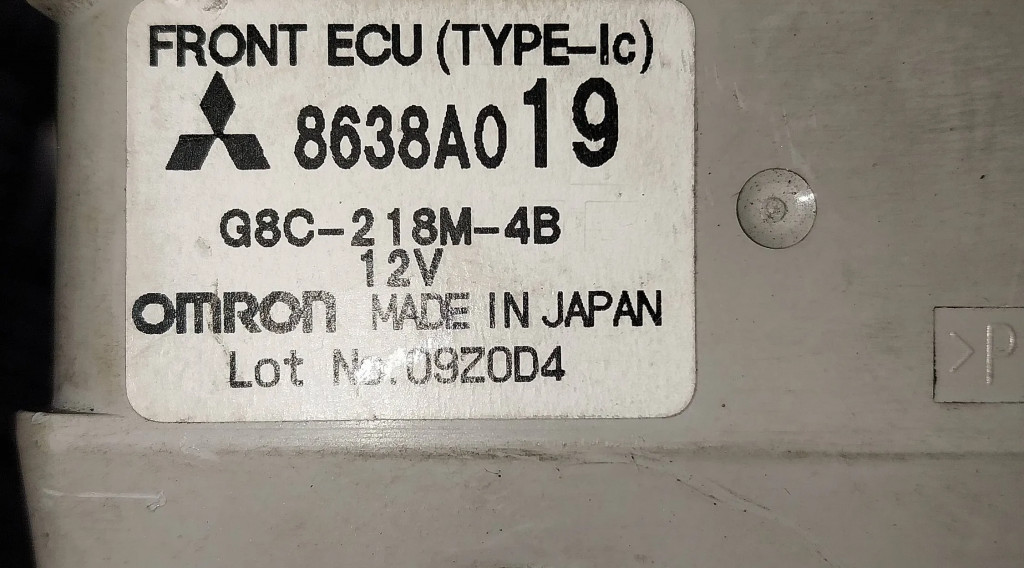 FRONT ECU (TYPE-Ic)
8638A019
G8C-218M-4B
12V
OMRON MADE IN JAPAN
Lot No.09Z0D4
>P